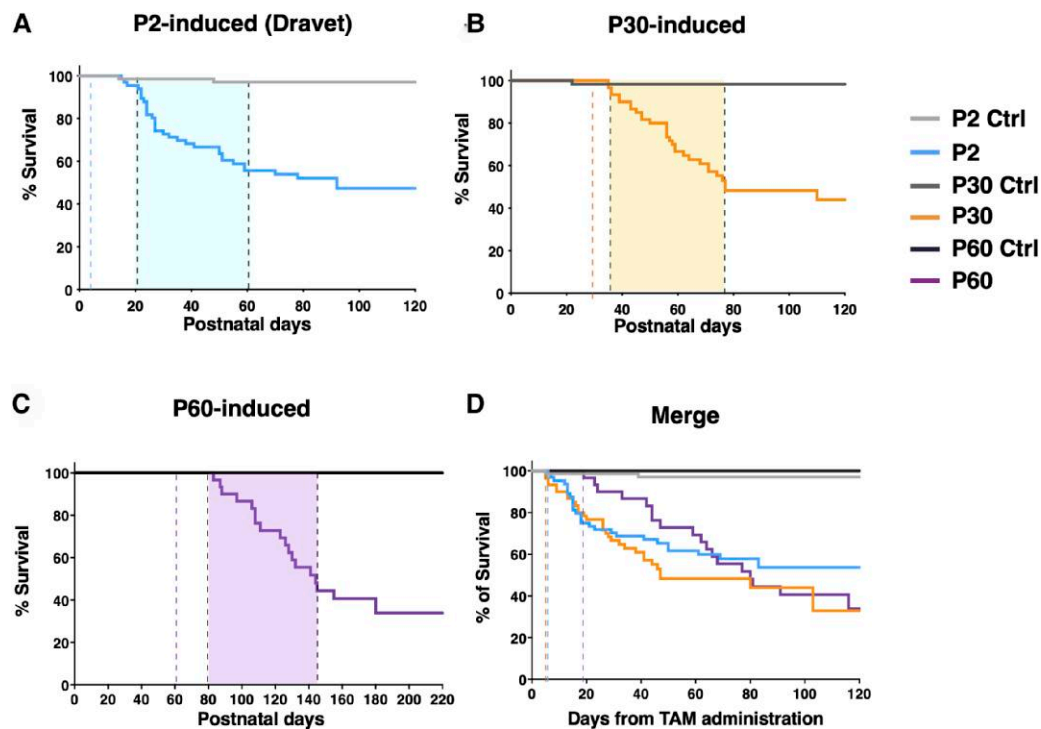 A
P2-induced (Dravet)
% Survival
100
80
60
40
20
0
0 20 40 60 80 100 120
Postnatal days
B
P30-induced
% Survival
100
80
60
40
20
0
0 20 40 60 80 100 120
Postnatal days
P2 Ctrl
P2
P30 Ctrl
P30
P60 Ctrl
P60
C
P60-induced
% Survival
100
80
60
40
20
0
0 20 40 60 80 100 120 140 160 180 200 220
Postnatal days
D
Merge
% of Survival
100
80
60
40
20
0
0 20 40 60 80 100 120
Days from TAM administration